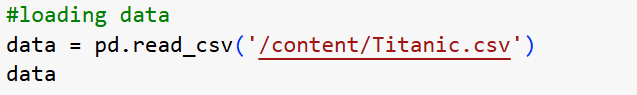 #loading data
data = pd.read_csv('/content/Titanic.csv')
data